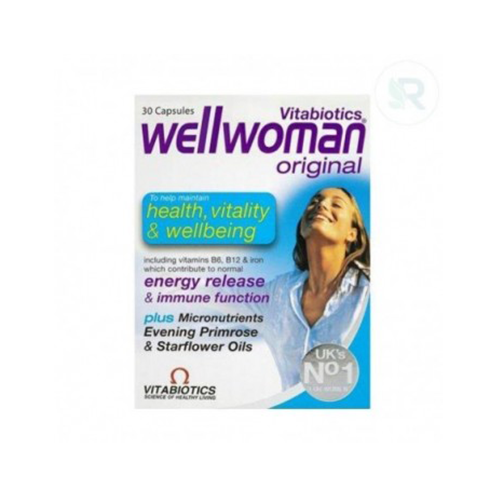 30 Capsules
Vitabiotics
wellwoman®
original
To help maintain
health, vitality
& wellbeing
including vitamins B6, B12 & iron
which contribute to normal
energy release
& immune function
plus Micronutrients
Evening Primrose
& Starflower Oils
UK's
No1
VITABIOTICS
SCIENCE OF HEALTHY LIVING
R